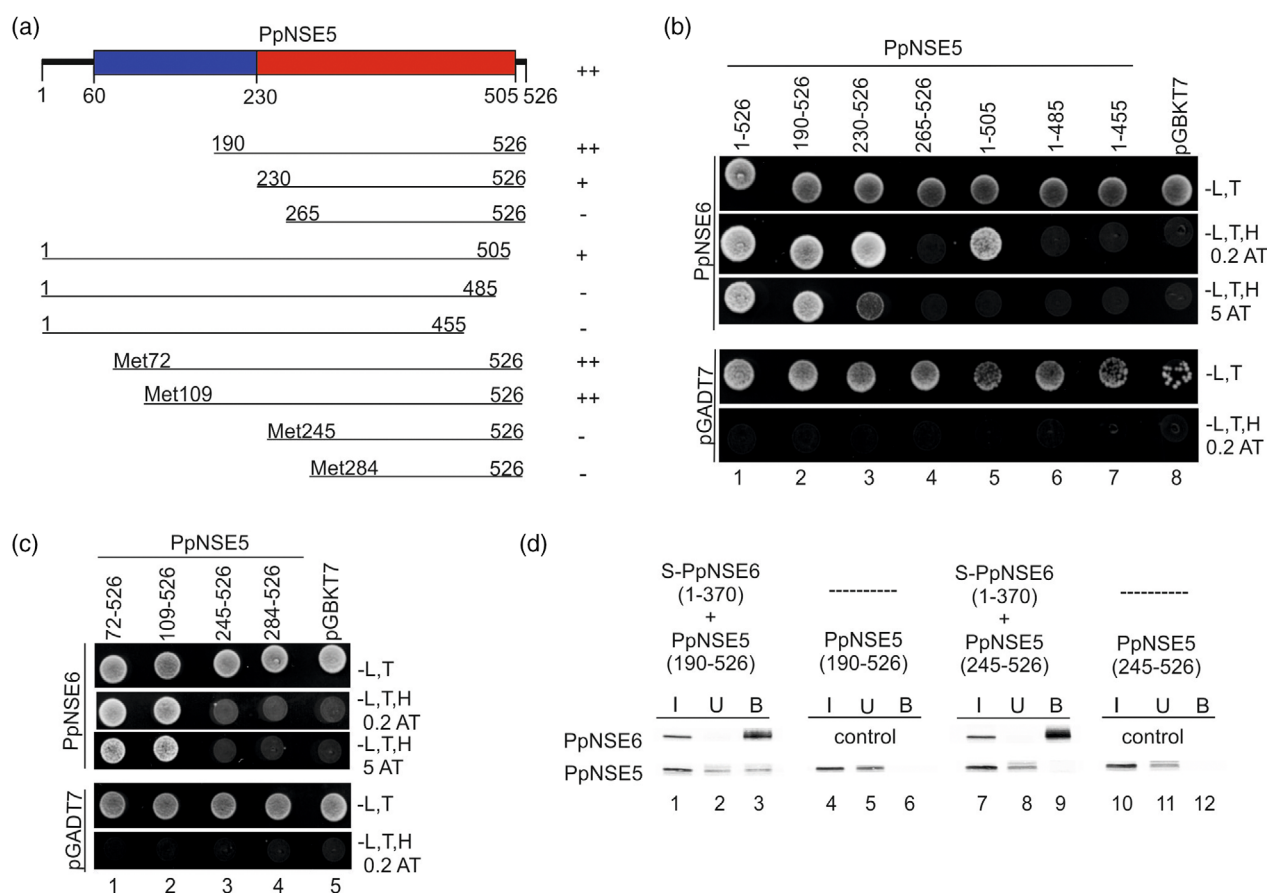 (a)
PpNSE5
++
1 60 230 505 526
190 526 ++
230 526 +
265 526 -
1 505 +
1 485 -
1 455 -
Met72 526 ++
Met109 526 ++
Met245 526 -
Met284 526 -
(b)
PpNSE5
1-526 190-526 230-526 265-526 1-505 1-485 1-455 pGBKT7
PpNSE6
-L,T
-L,T,H
0.2 AT
-L,T,H
5 AT
pGADT7
-L,T
-L,T,H
0.2 AT
1 2 3 4 5 6 7 8
(c)
PpNSE5
72-526 109-526 245-526 284-526 pGBKT7
PpNSE6
-L,T
-L,T,H
0.2 AT
-L,T,H
5 AT
pGADT7
-L,T
-L,T,H
0.2 AT
1 2 3 4 5
(d)
S-PpNSE6 ---------- S-PpNSE6 ----------
(1-370) (1-370)
+ +
PpNSE5 PpNSE5 PpNSE5 PpNSE5
(190-526) (190-526) (245-526) (245-526)
I U B I U B I U B I U B
PpNSE6 control control
PpNSE5
1 2 3 4 5 6 7 8 9 10 11 12